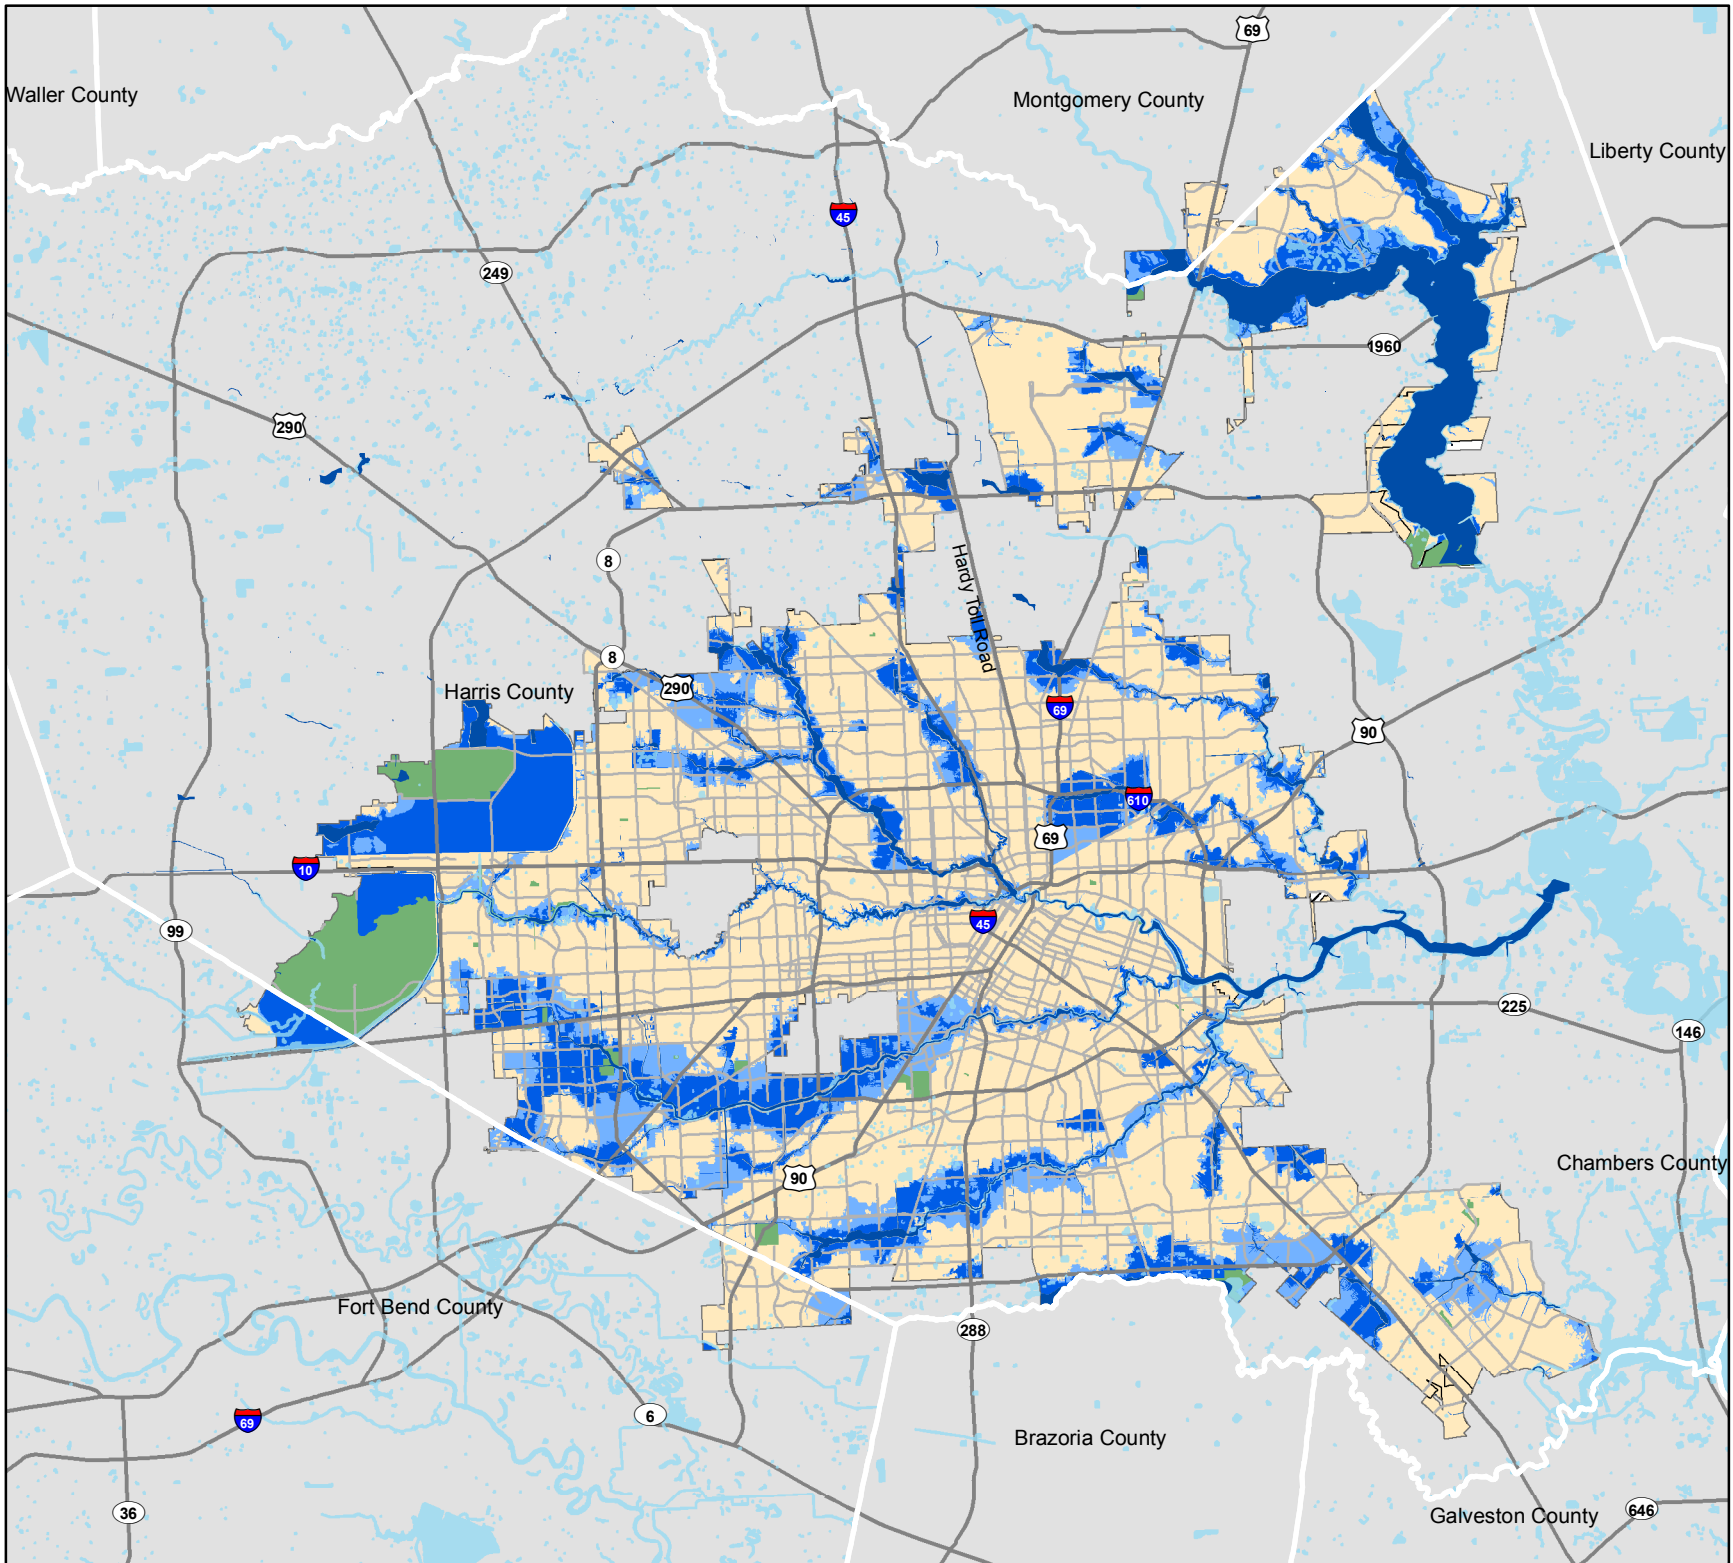 69
Waller County
Montgomery County
Liberty County
45
249
1960
290
8
Hardy Toll Road
8
290
Harris County
69
90
610
69
10
45
99
225
146
Chambers County
90
Fort Bend County
288
6
69
Brazoria County
36
646
Galveston County